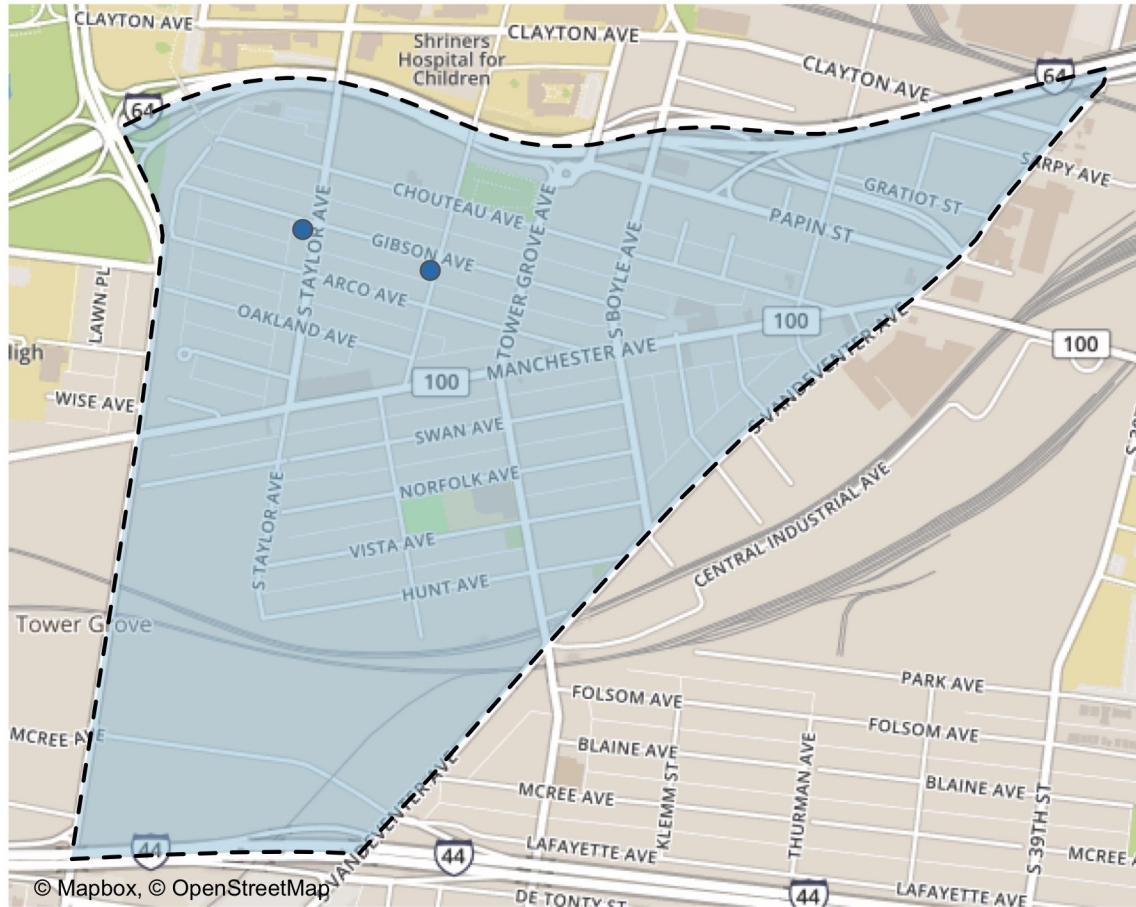 CLAYTON AVE
Shriners
Hospital for
Children
CLAYTON AVE
CLAYTON AVE
64
64
SARPY AVE
GRATIOT ST
CHOUTEAU AVE
PAPIN ST
S TAYLOR AVE
GIBSON AVE
TOWER GROVE AVE
S BOYLE AVE
LAWN PL
ARCO AVE
OAKLAND AVE
100
100
MANCHESTER AVE
100
S VANDEVENTER AVE
WISE AVE
SWAN AVE
NORFOLK AVE
S TAYLOR AVE
VISTA AVE
HUNT AVE
CENTRAL INDUSTRIAL AVE
Tower Grove
PARK AVE
FOLSOM AVE
FOLSOM AVE
MCREE AVE
BLAINE AVE
BLAINE AVE
KLEMM ST
THURMAN AVE
MCREE AVE
S VANDEVENTER AVE
S 39TH ST
44
44
LAFAYETTE AVE
44
LAFAYETTE AVE
DE TONTY ST
© Mapbox, © OpenStreetMap